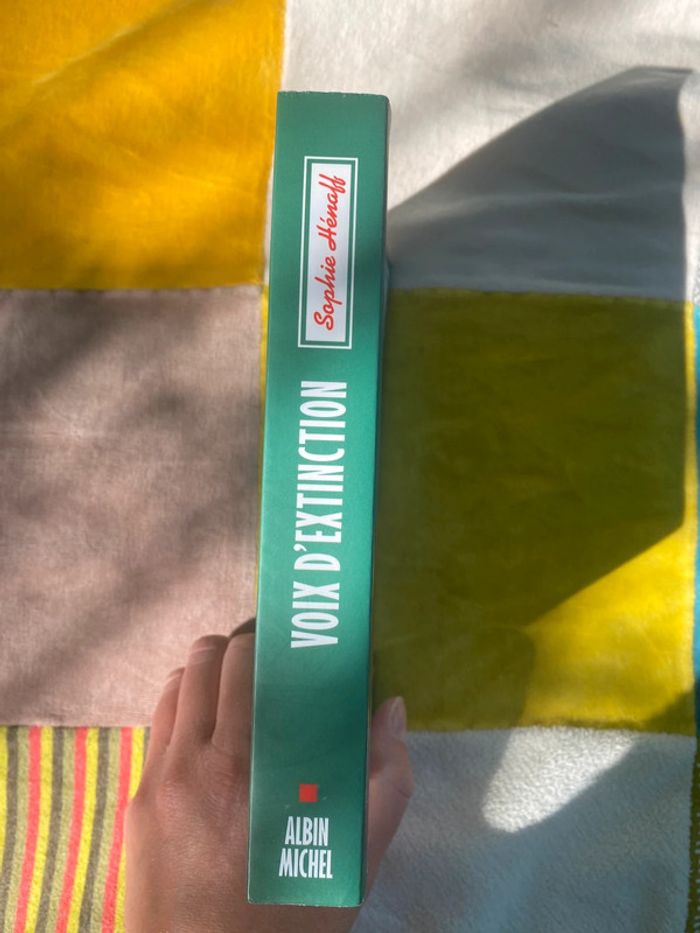 Sophie Hénaff
VOIX D'EXTINCTION
ALBIN
MICHEL